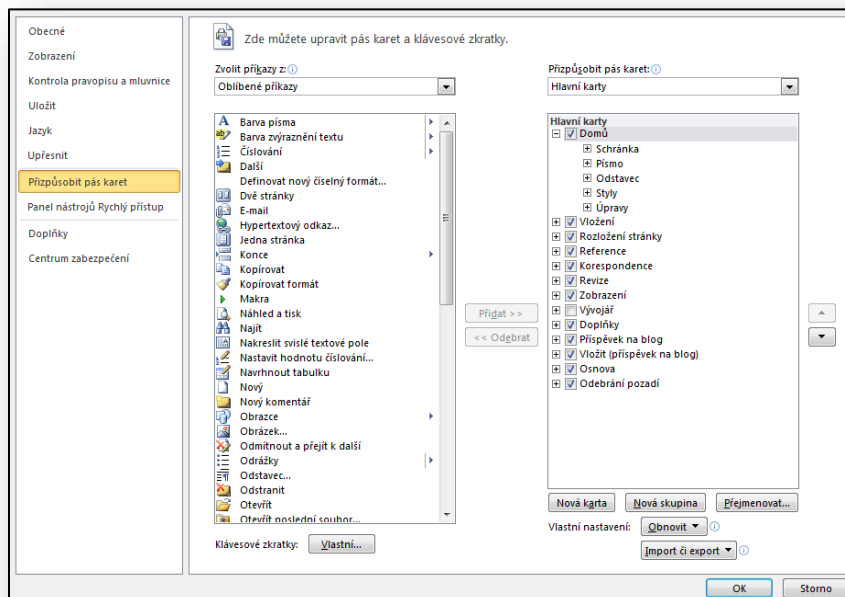 Obecné
Zobrazení
Kontrola pravopisu a mluvnice
Uložit
Jazyk
Upřesnit
Přizpůsobit pás karet
Panel nástrojů Rychlý přístup
Doplňky
Centrum zabezpečení
Zde můžete upravit pás karet a klávesové zkratky.
Zvolit příkazy z:
Oblíbené příkazy
Barva písma
Barva zvýraznění textu
Číslování
Další
Definovat nový číselný formát...
Dvě stránky
E-mail
Hypertextový odkaz...
Jedna stránka
Konce
Kopírovat
Kopírovat formát
Makra
Náhled a tisk
Najít
Nakreslit svislé textové pole
Nastavit hodnotu číslování...
Navrhnout tabulku
Nový
Nový komentář
Obrazce
Obrázek...
Odmítnout a přejít k další
Odrážky
Odstavec...
Odstranit
Otevřít
Otevřít poslední soubor...
Klávesové zkratky: Vlastní...
Přidat >>
<< Odebrat
Přizpůsobit pás karet:
Hlavní karty
Hlavní karty
Domů
Schránka
Písmo
Odstavec
Styly
Úpravy
Vložení
Rozložení stránky
Reference
Korespondence
Revize
Zobrazení
Vývojář
Doplňky
Příspěvek na blog
Vložit (příspěvek na blog)
Osnova
Odebrání pozadí
Nová karta Nová skupina Přejmenovat...
Vlastní nastavení: Obnovit
Import či export
OK Storno